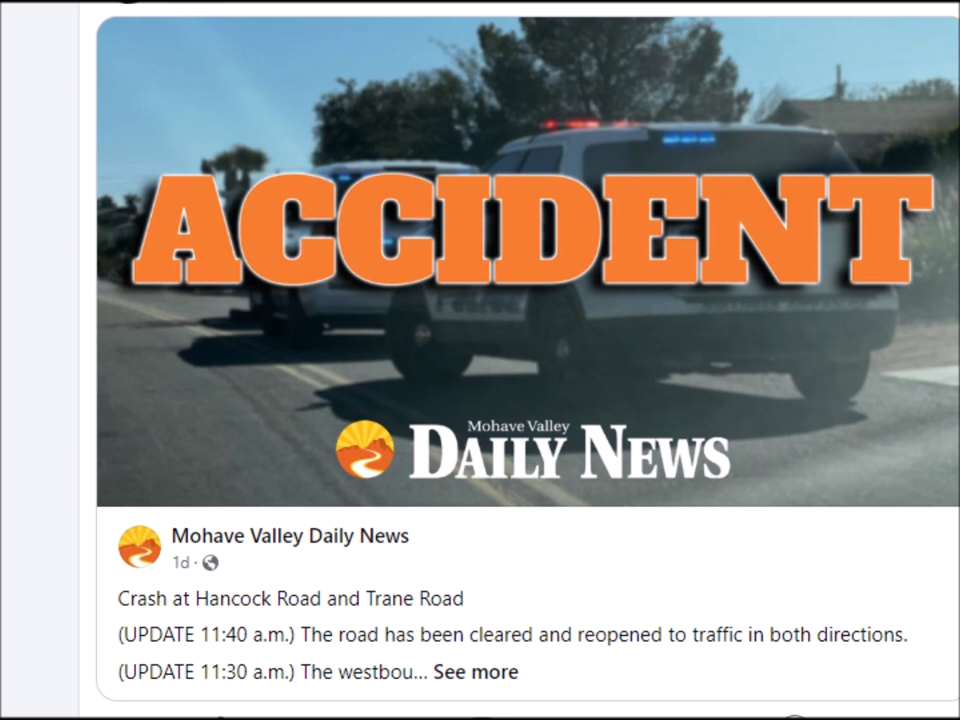 ACCIDENT
Mohave Valley
DAILY NEWS
Mohave Valley Daily News
1d ·
Crash at Hancock Road and Trane Road
(UPDATE 11:40 a.m.) The road has been cleared and reopened to traffic in both directions.
(UPDATE 11:30 a.m.) The westbou... See more